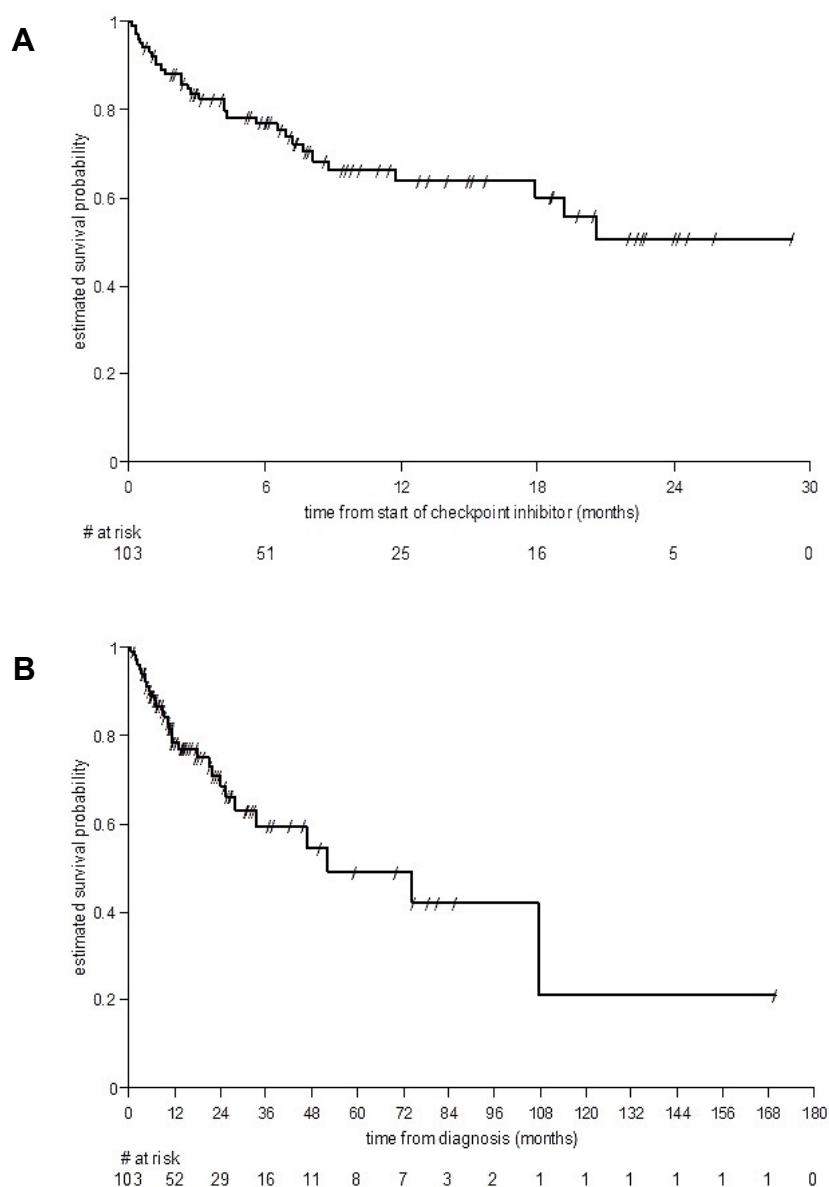 A
estimated survival probability
1
0.8
0.6
0.4
0.2
0
0 6 12 18 24 30
time from start of checkpoint inhibitor (months)
# at risk
103 51 25 16 5 0
B
estimated survival probability
1
0.8
0.6
0.4
0.2
0
0 12 24 36 48 60 72 84 96 108 120 132 144 156 168 180
time from diagnosis (months)
# at risk
103 52 29 16 11 8 7 3 2 1 1 1 1 1 1 0